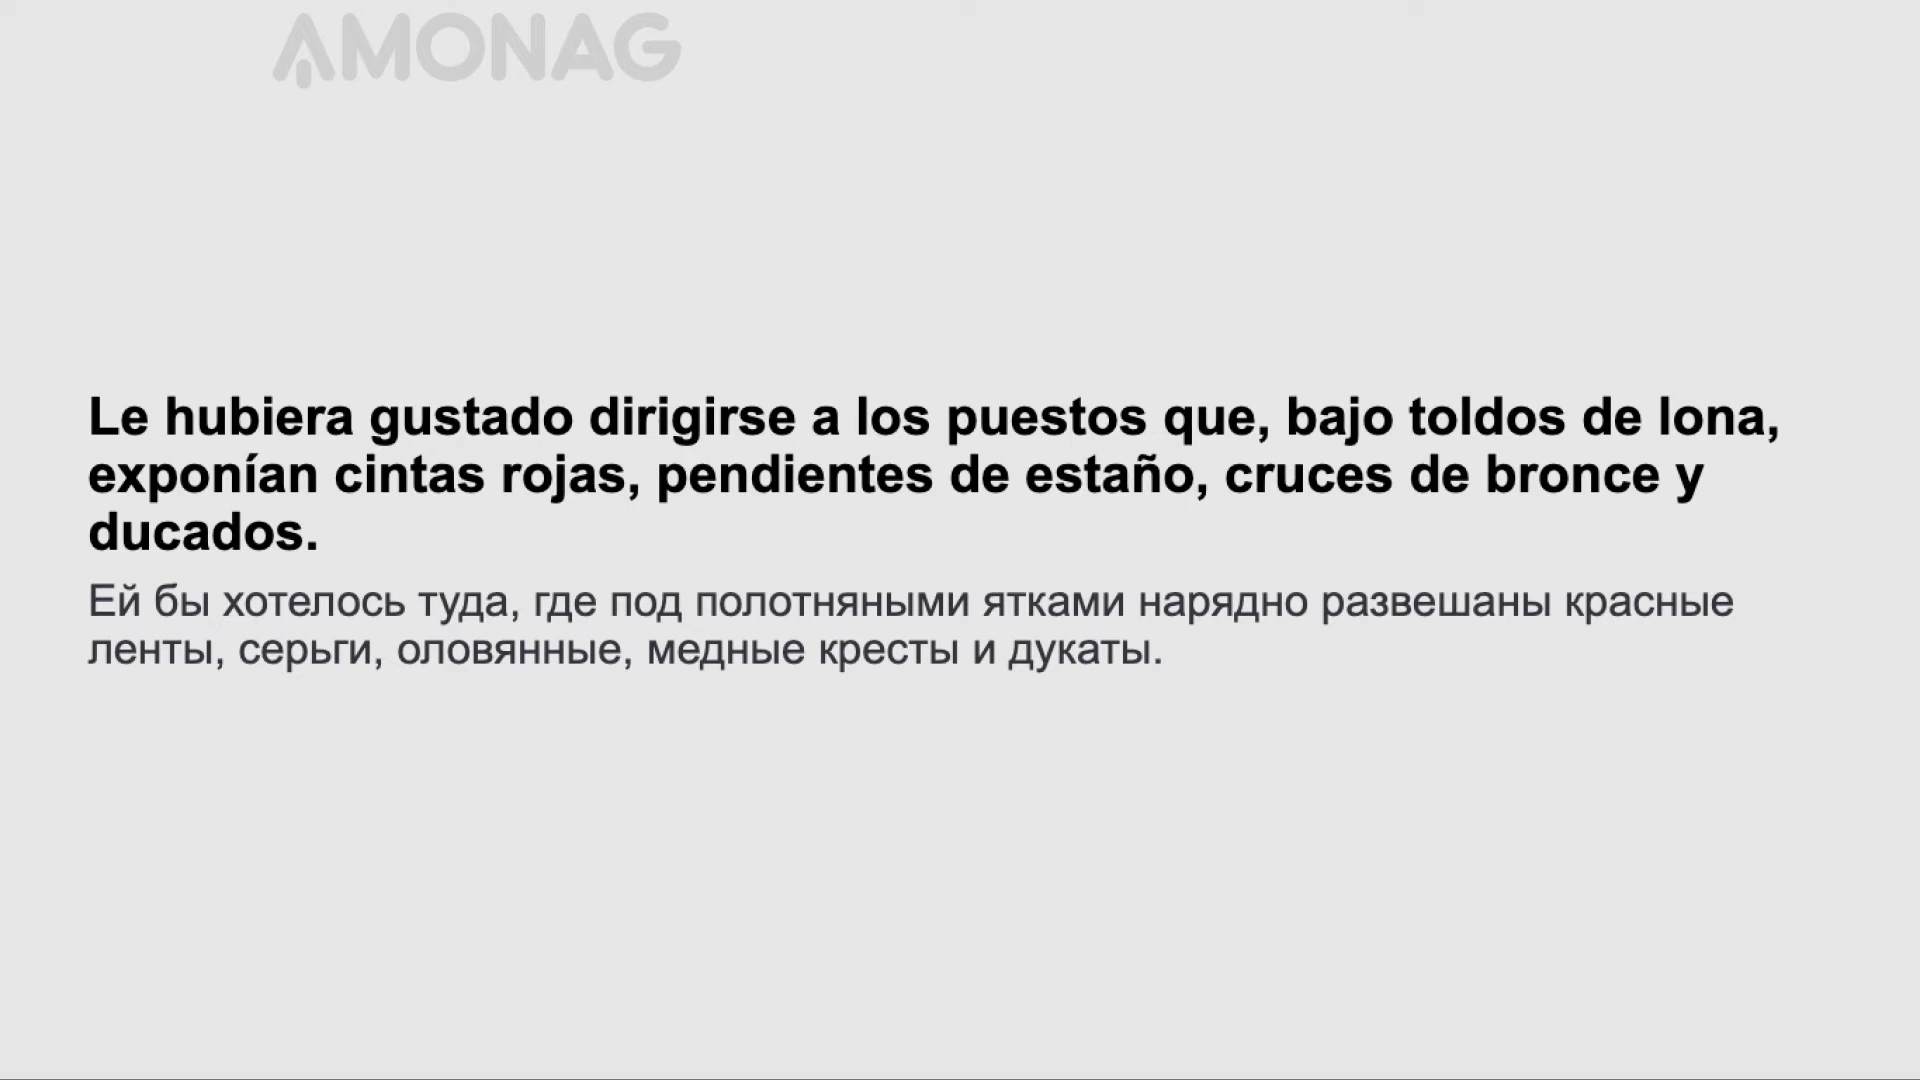 AMONAG
Le hubiera gustado dirigirse a los puestos que, bajo toldos de lona,
exponían cintas rojas, pendientes de estaño, cruces de bronce y
ducados.
Ей бы хотелось туда, где под полотняными ятками нарядно развешаны красные
ленты, серьги, оловянные, медные кресты и дукаты.